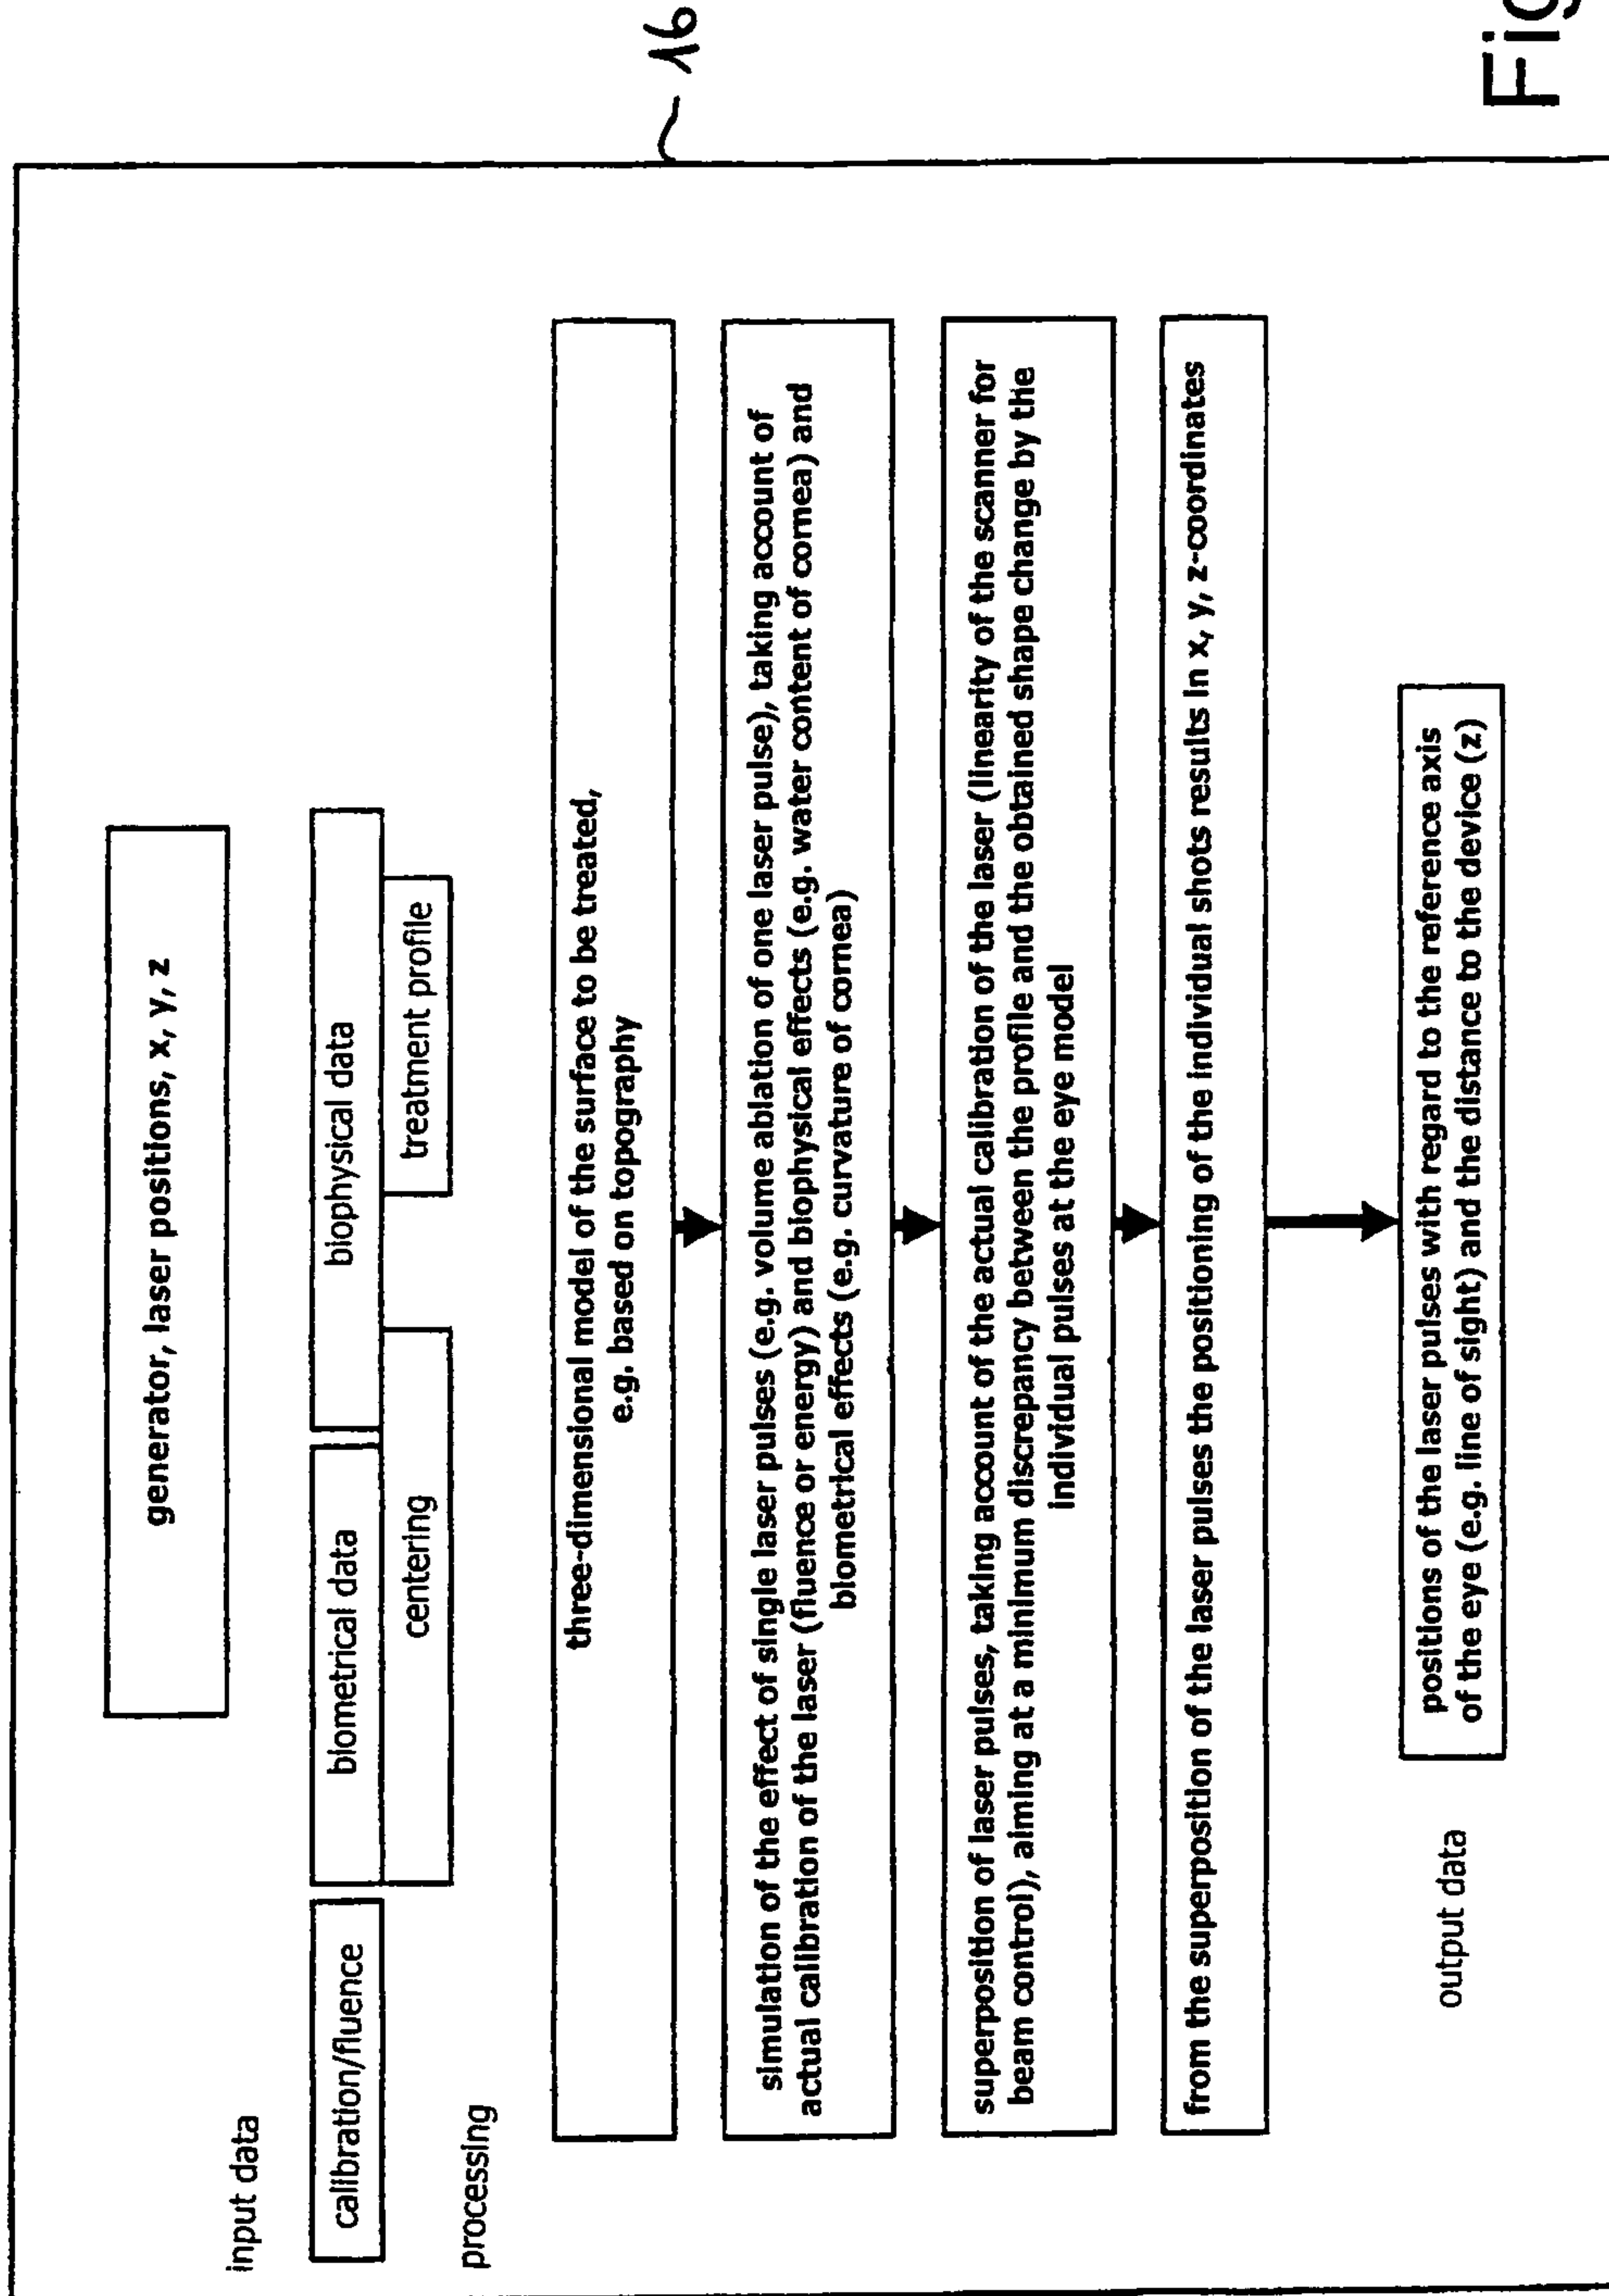 16
generator, laser positions, x, y, z
input data
calibration/fluence
biometrical data
biophysical data
centering
treatment profile
processing
three-dimensional model of the surface to be treated,
e.g. based on topography
simulation of the effect of single laser pulses (e.g. volume ablation of one laser pulse), taking account of
actual calibration of the laser (fluence or energy) and biophysical effects (e.g. water content of cornea) and
biometrical effects (e.g. curvature of cornea)
superposition of laser pulses, taking account of the actual calibration of the laser (linearity of the scanner for
beam control), aiming at a minimum discrepancy between the profile and the obtained shape change by the
individual pulses at the eye model
from the superposition of the laser pulses the positioning of the individual shots results in x, y, z-coordinates
output data
positions of the laser pulses with regard to the reference axis
of the eye (e.g. line of sight) and the distance to the device (z)
Fig